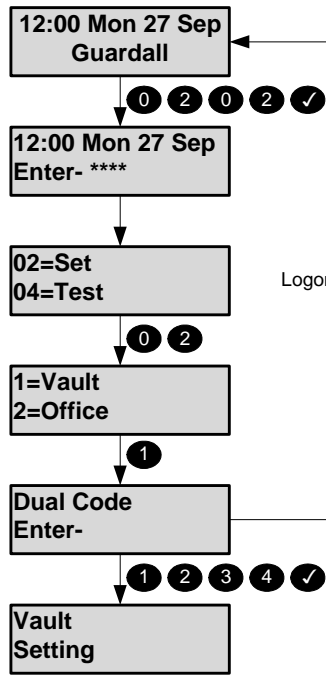 12:00 Mon 27 Sep
Guardall
0 2 0 2 ✓
12:00 Mon 27 Sep
Enter- ****
02=Set
04=Test
0 2
1=Vault
2=Office
1
Dual Code
Enter-
1 2 3 4 ✓
Vault
Setting